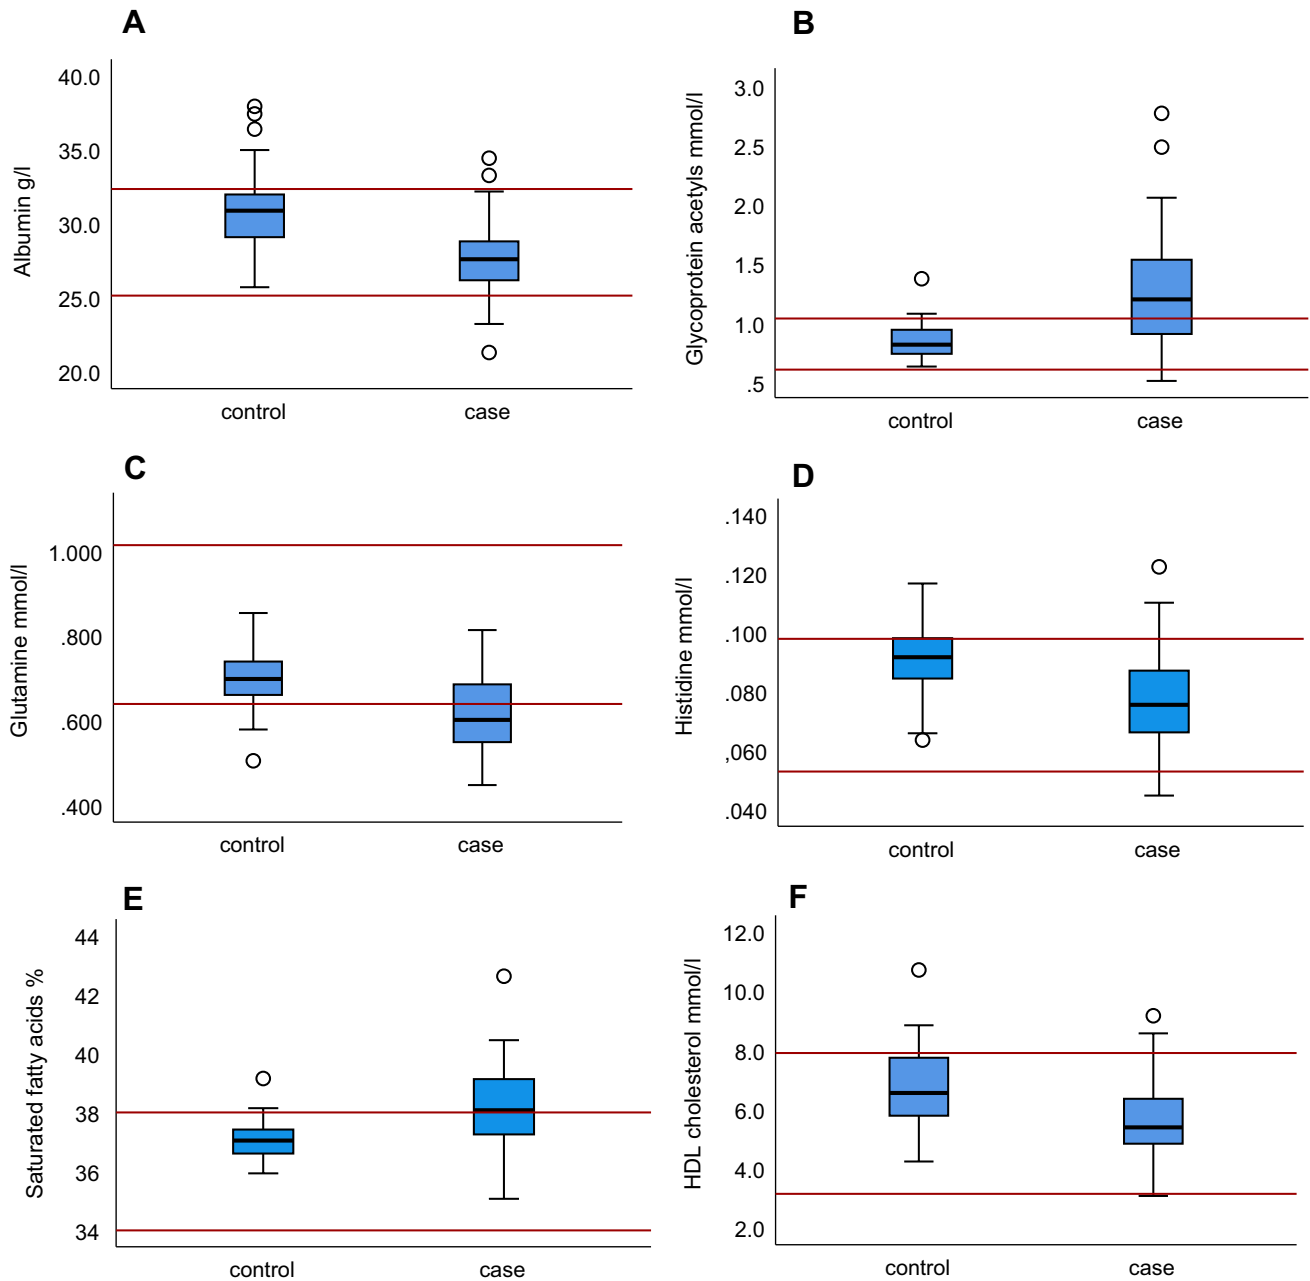 A
Albumin g/l
40.0
35.0
30.0
25.0
20.0
control case
B
Glycoprotein acetyls mmol/l
3.0
2.5
2.0
1.5
1.0
.5
control case
C
Glutamine mmol/l
1.000
.800
.600
.400
control case
D
Histidine mmol/l
.140
.120
.100
.080
,060
.040
control case
E
Saturated fatty acids %
44
42
40
38
36
34
control case
F
HDL cholesterol mmol/l
12.0
10.0
8.0
6.0
4.0
2.0
control case